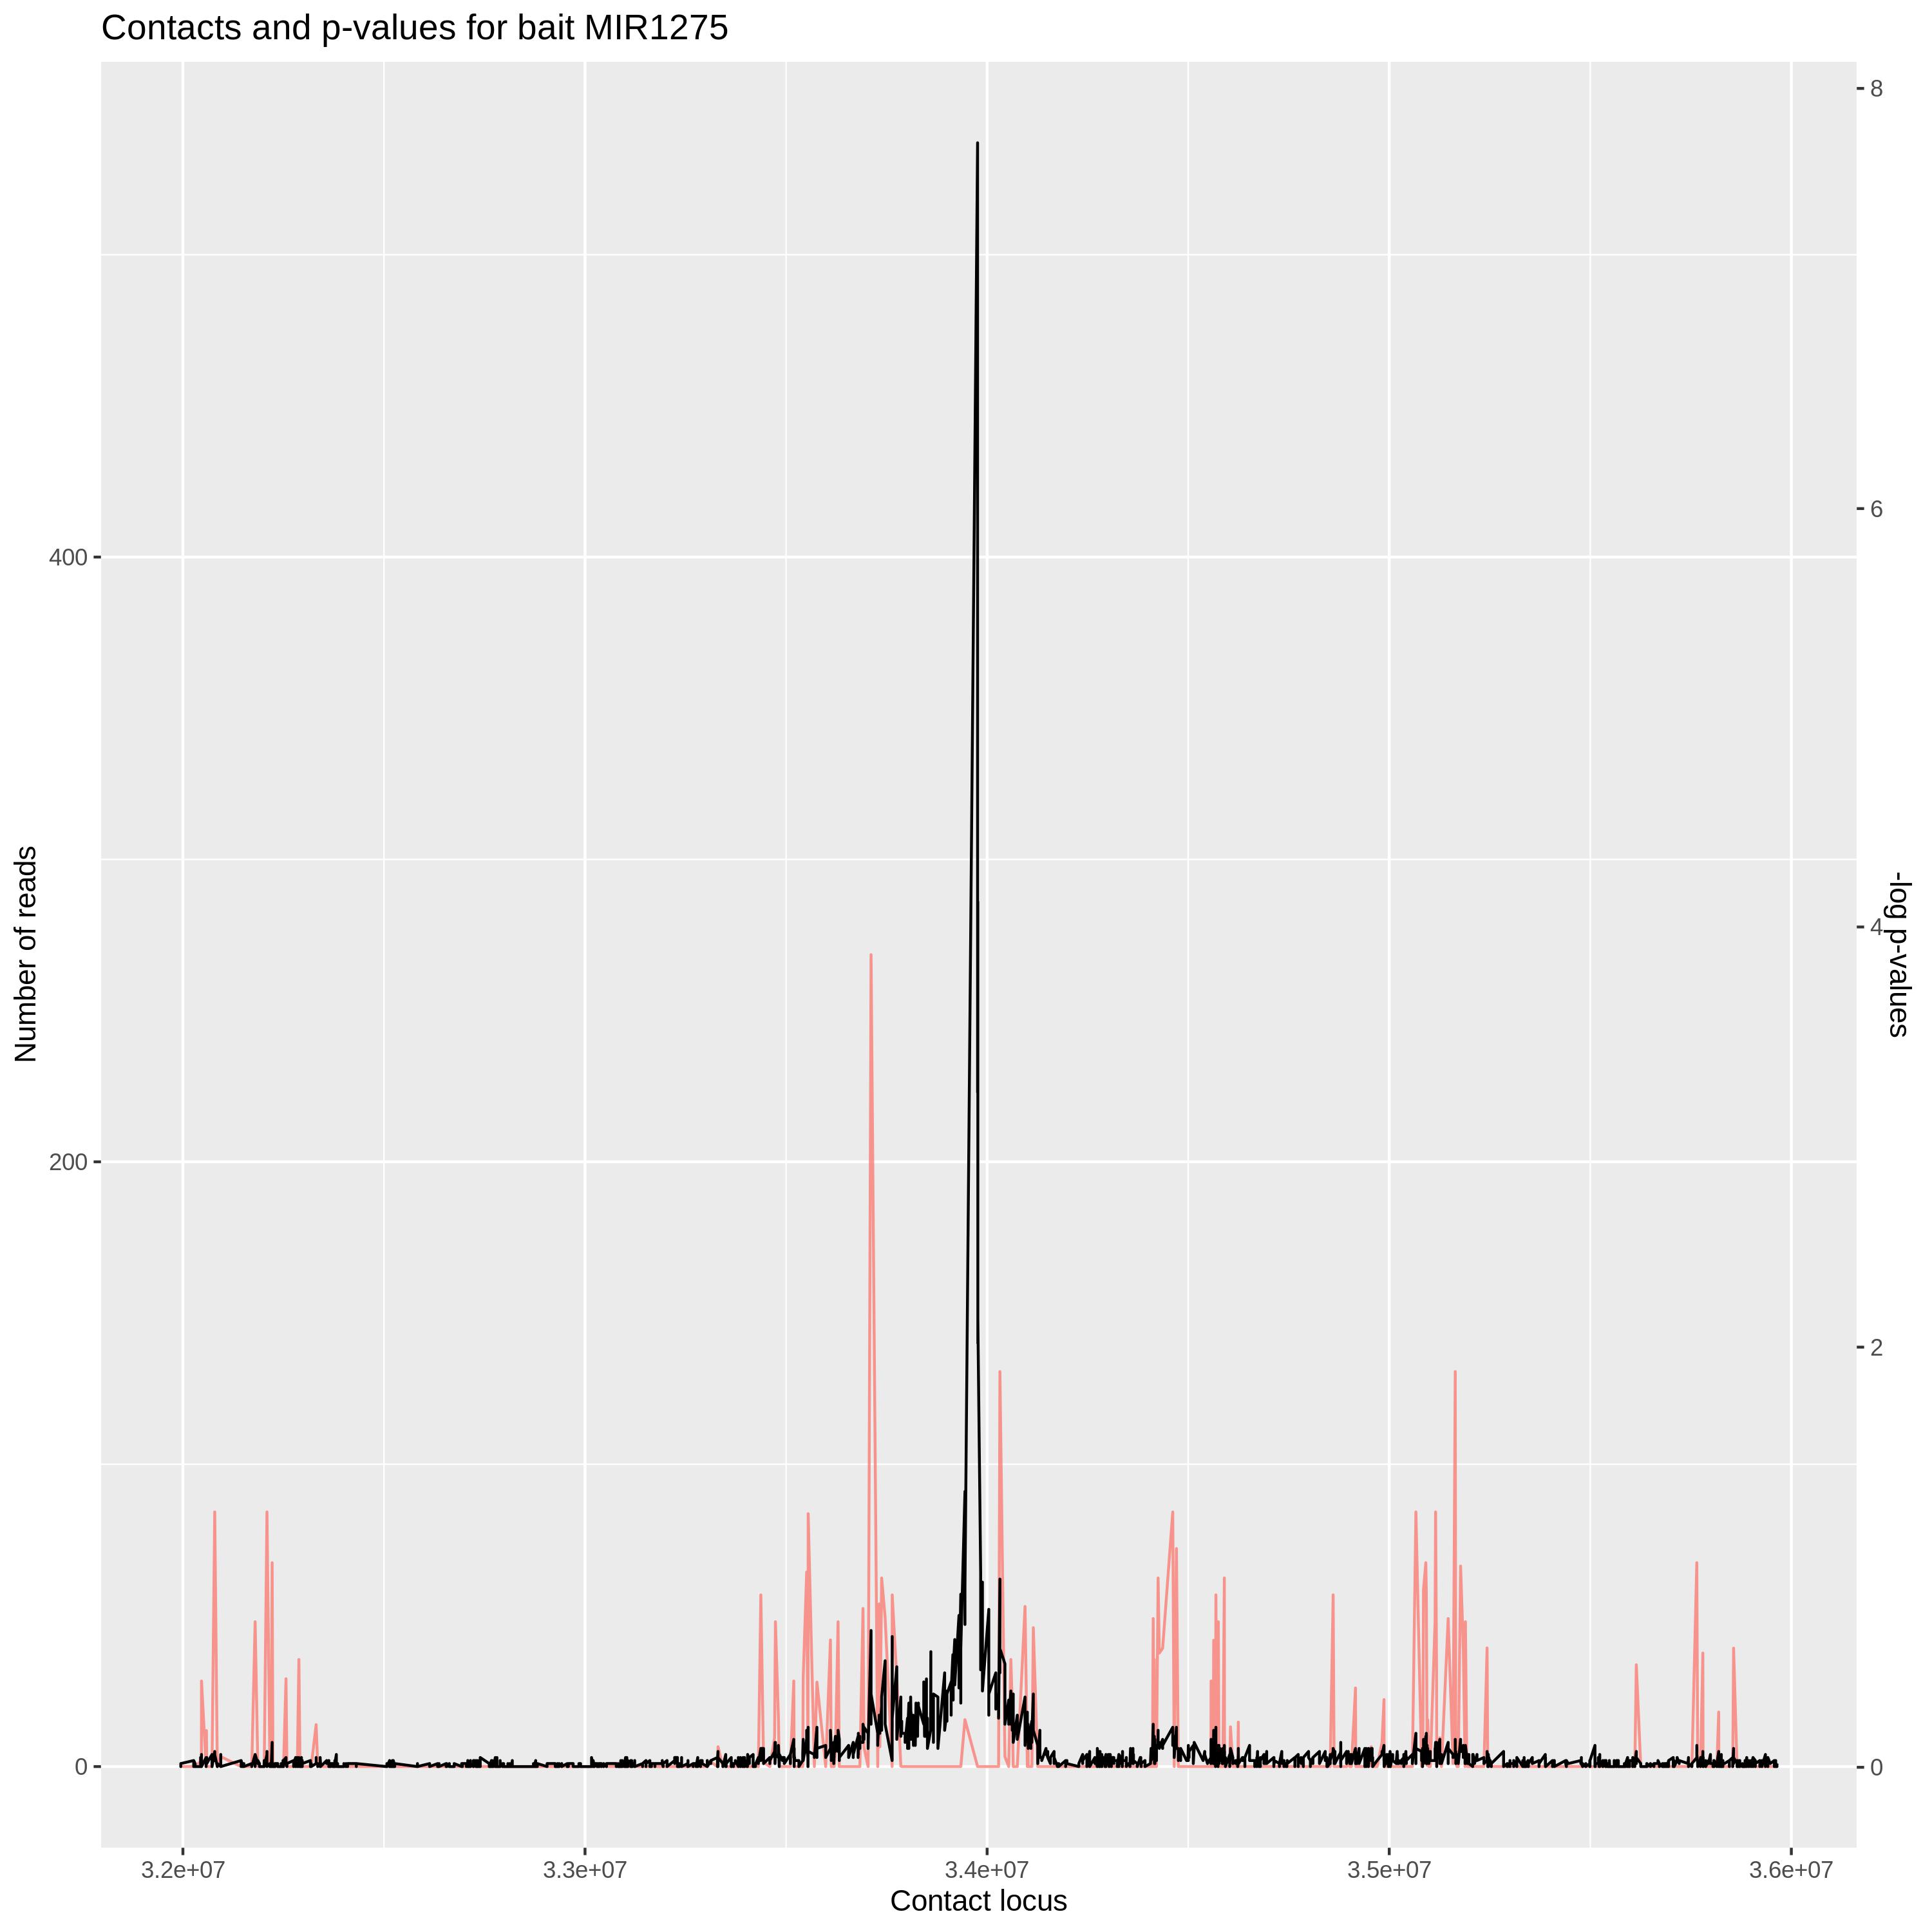 Contacts and p-values for bait MIR1275
Number of reads
400
200
0
8
6
4
2
0
-log p-values
3.2e+07
3.3e+07
3.4e+07
3.5e+07
3.6e+07
Contact locus